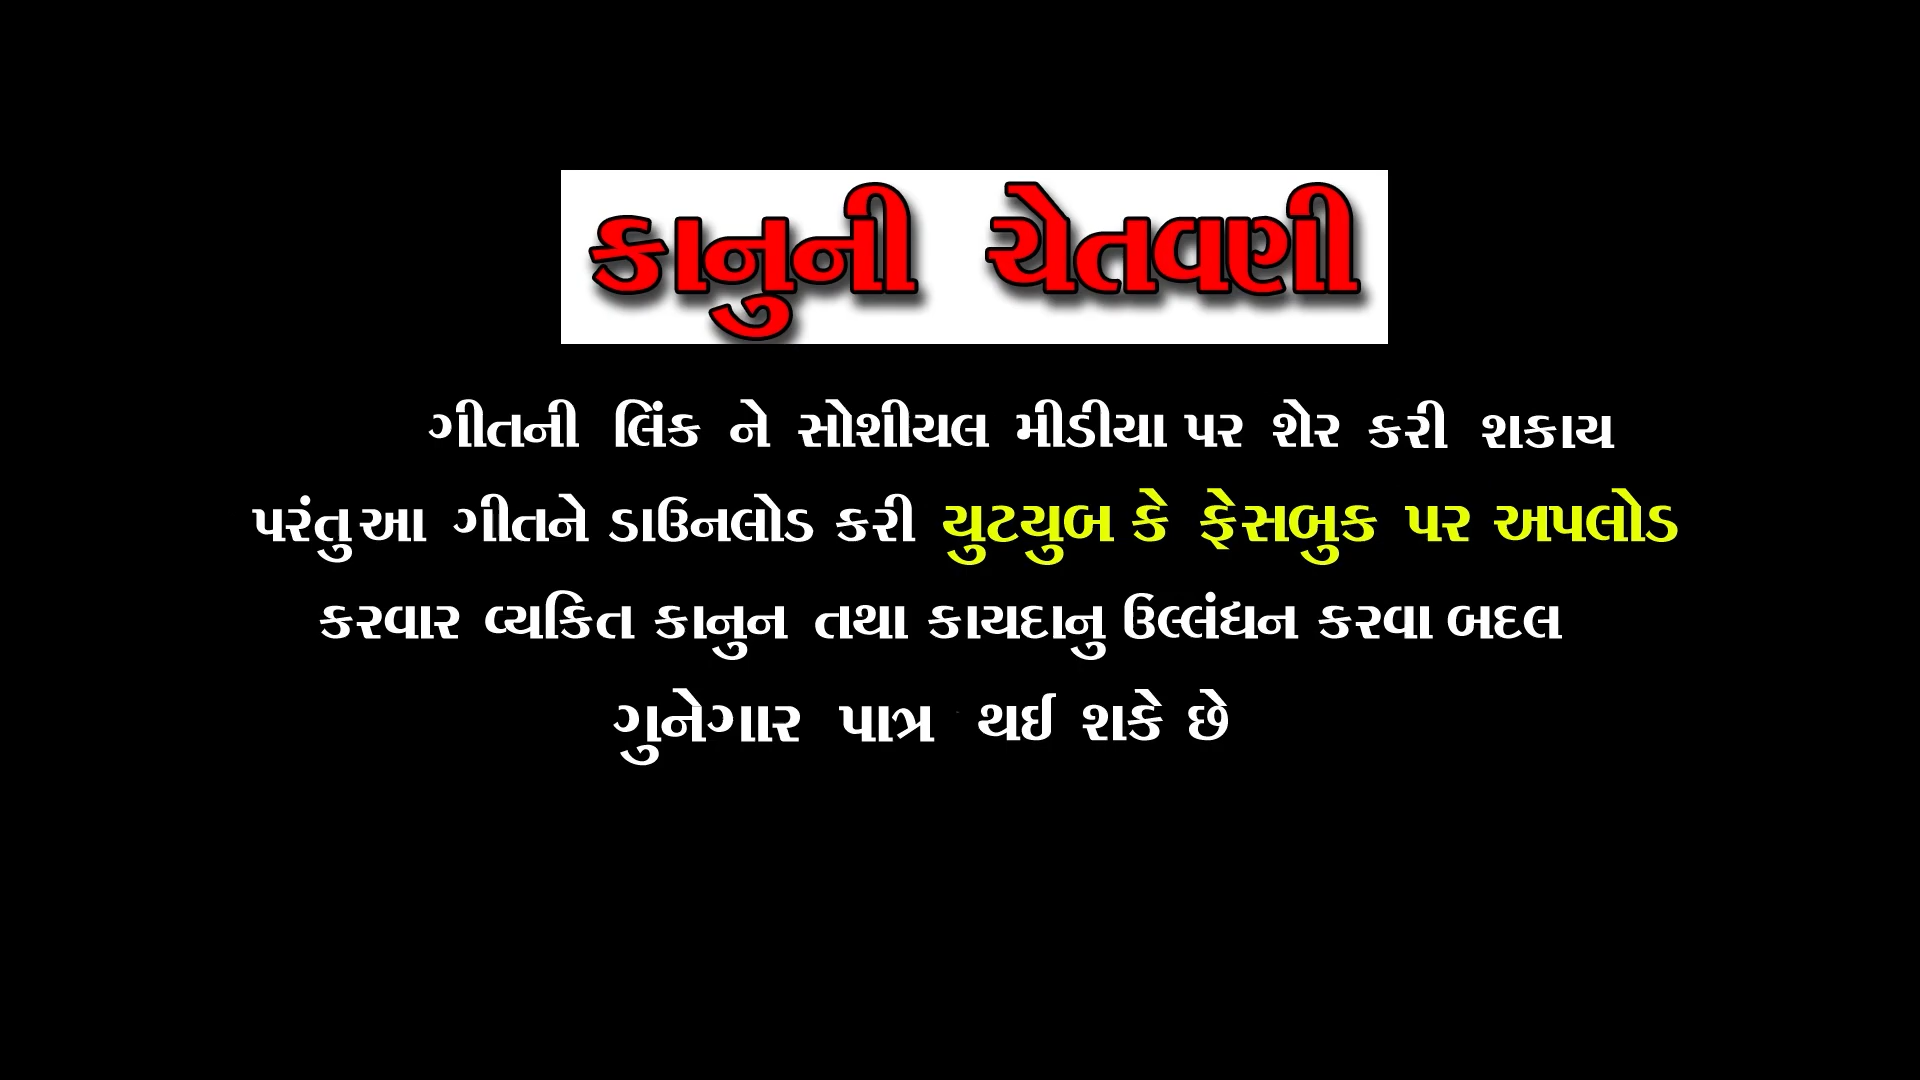 કાનુની ચેતવણી
ગીતની લિંક ને સોશીયલ મીડીયા પર શેર કરી શકાય
પરંતુ આ ગીતને ડાઉનલોડ કરી યુટયુબ કે ફેસબુક પર અપલોડ
કરવાર વ્યકિત કાનુન તથા કાયદાનુ ઉલ્લંઘન કરવા બદલ
ગુનેગાર પાત્ર થઈ શકે છે